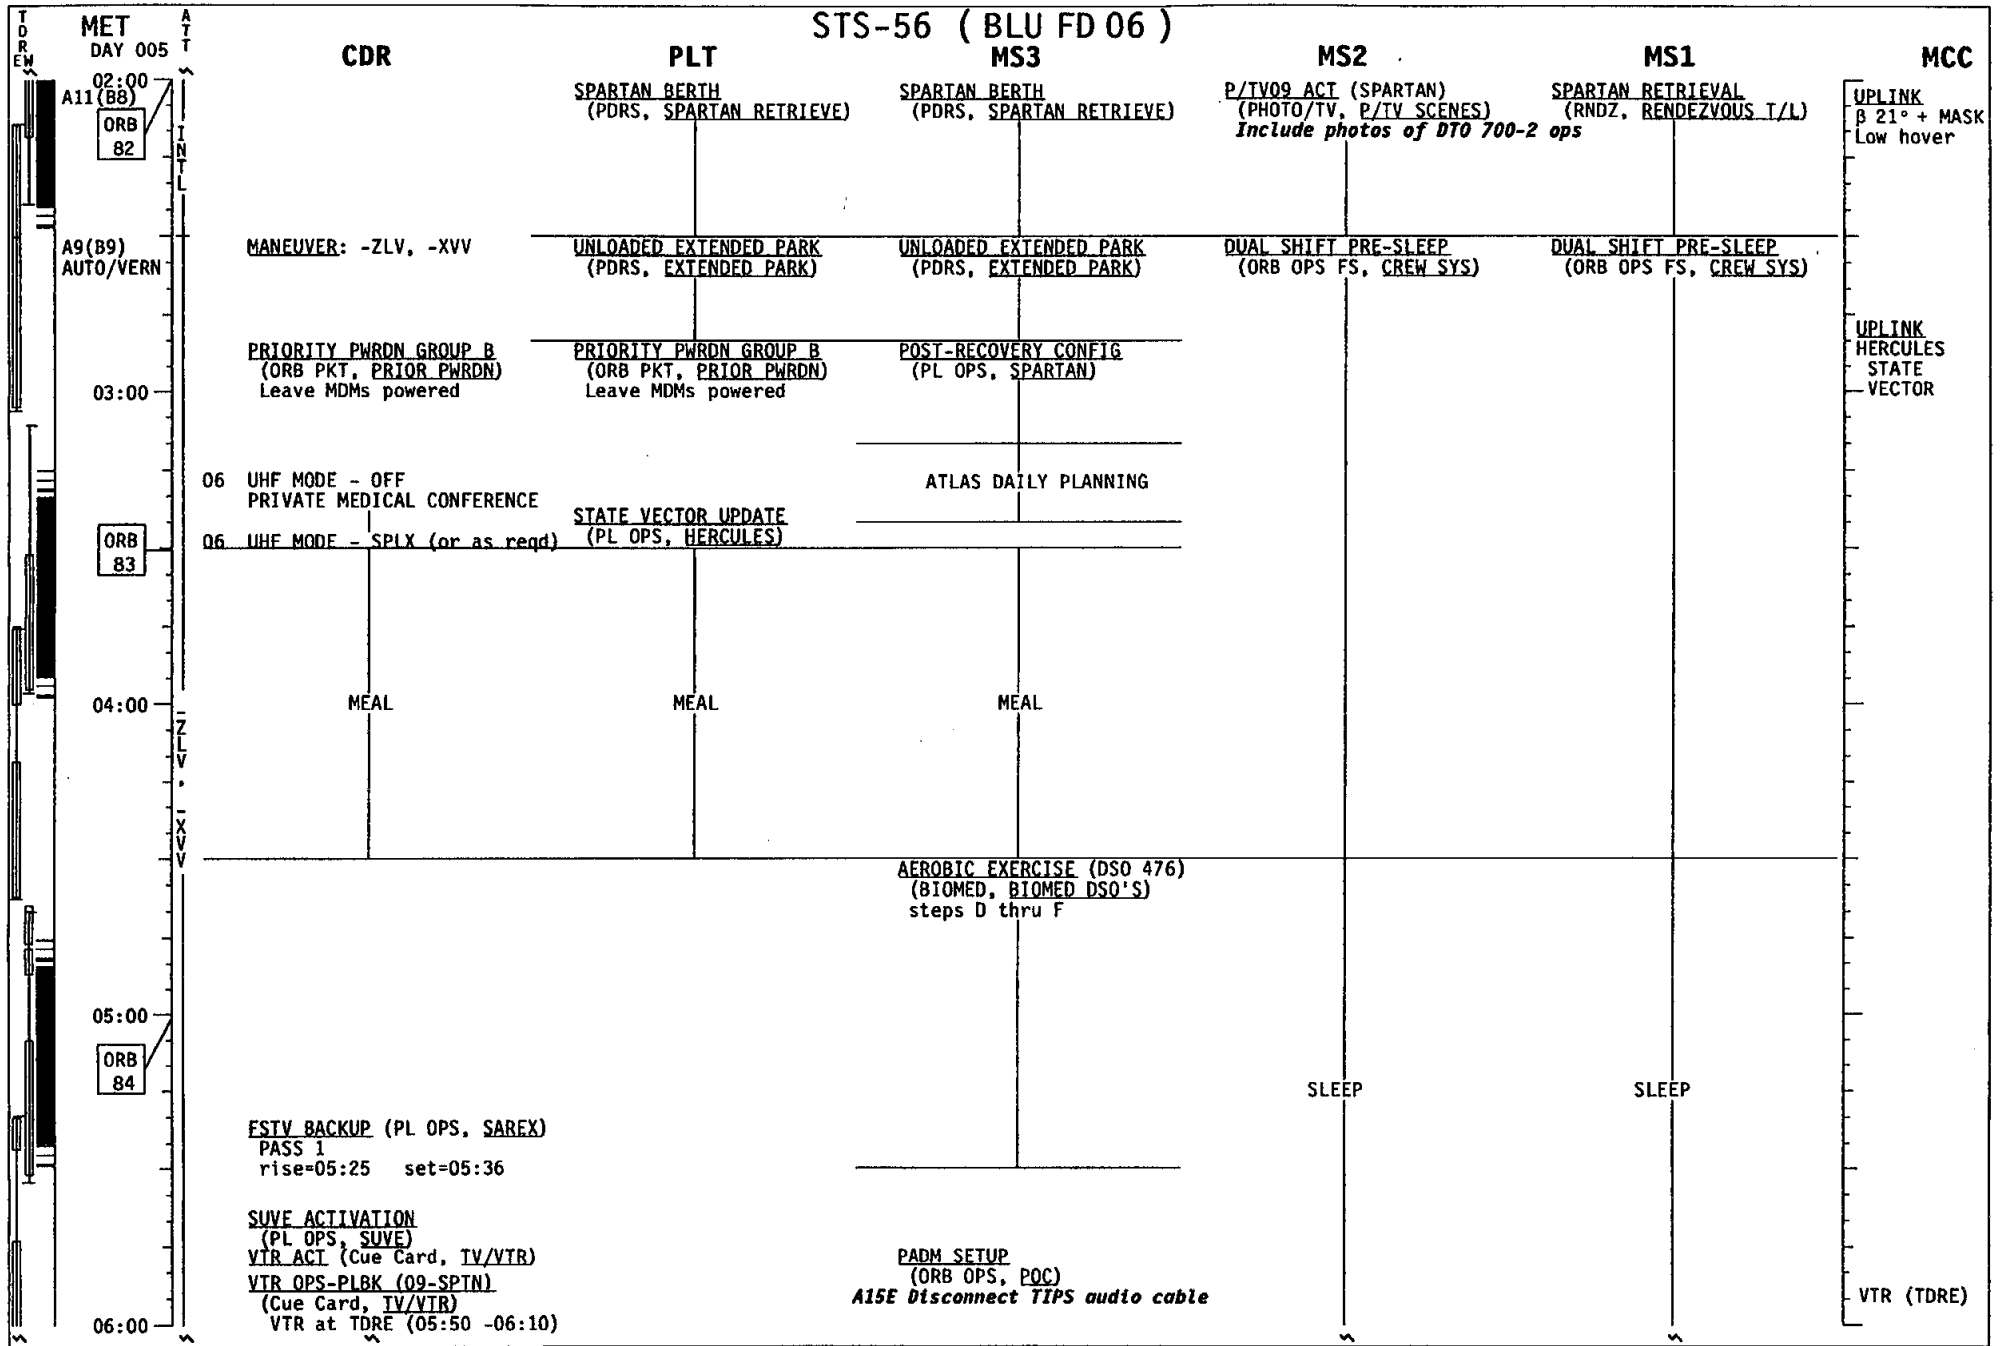 STS-56 ( BLU FD 06 )
TDRE W
MET
DAY 005
ATT
CDR
PLT
MS3
MS2
MS1
MCC
02:00
A11(B8)
ORB
82
INTL
SPARTAN BERTH
(PDRS, SPARTAN RETRIEVE)
SPARTAN BERTH
(PDRS, SPARTAN RETRIEVE)
P/TV09 ACT (SPARTAN)
(PHOTO/TV, P/TV SCENES)
Include photos of DTO 700-2 ops
SPARTAN RETRIEVAL
(RNDZ, RENDEZVOUS T/L)
UPLINK
β 21° + MASK
Low hover
A9(B9)
AUTO/VERN
MANEUVER: -ZLV, -XVV
UNLOADED EXTENDED PARK
(PDRS, EXTENDED PARK)
UNLOADED EXTENDED PARK
(PDRS, EXTENDED PARK)
DUAL SHIFT PRE-SLEEP
(ORB OPS FS, CREW SYS)
DUAL SHIFT PRE-SLEEP
(ORB OPS FS, CREW SYS)
PRIORITY PWRDN GROUP B
(ORB PKT, PRIOR PWRDN)
Leave MDMs powered
PRIORITY PWRDN GROUP B
(ORB PKT, PRIOR PWRDN)
Leave MDMs powered
POST-RECOVERY CONFIG
(PL OPS, SPARTAN)
UPLINK
HERCULES
STATE
VECTOR
03:00
06 UHF MODE - OFF
PRIVATE MEDICAL CONFERENCE
ATLAS DAILY PLANNING
STATE VECTOR UPDATE
(PL OPS, HERCULES)
ORB
83
06 UHF MODE - SPLX (or as reqd)
04:00
MEAL
MEAL
MEAL
-ZLV, -XVV
AEROBIC EXERCISE (DSO 476)
(BIOMED, BIOMED DSO'S)
steps D thru F
05:00
ORB
84
SLEEP
SLEEP
FSTV BACKUP (PL OPS, SAREX)
PASS 1
rise=05:25 set=05:36
SUVE ACTIVATION
(PL OPS, SUVE)
VTR ACT (Cue Card, TV/VTR)
VTR OPS-PLBK (09-SPTN)
(Cue Card, TV/VTR)
VTR at TDRE (05:50 -06:10)
PADM SETUP
(ORB OPS, POC)
A15E Disconnect TIPS audio cable
VTR (TDRE)
06:00